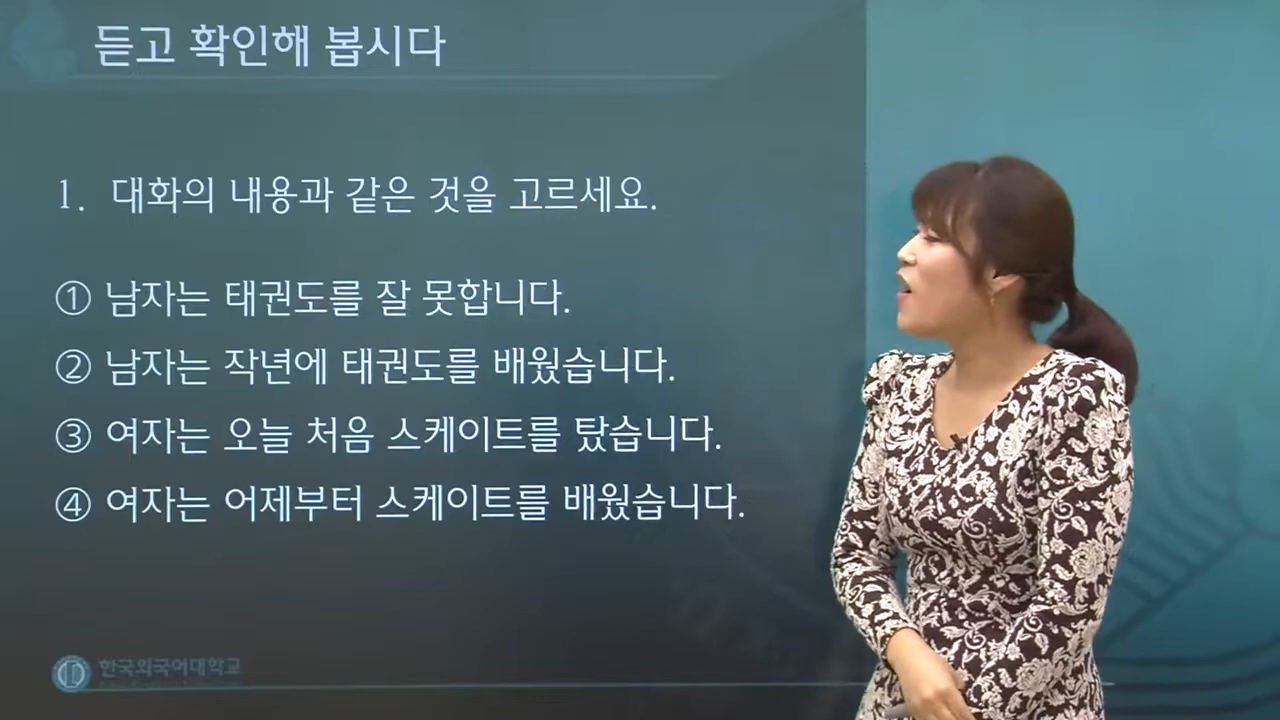 듣고 확인해 봅시다
1. 대화의 내용과 같은 것을 고르세요.
① 남자는 태권도를 잘 못합니다.
② 남자는 작년에 태권도를 배웠습니다.
③ 여자는 오늘 처음 스케이트를 탔습니다.
④ 여자는 어제부터 스케이트를 배웠습니다.
한국외국어대학교